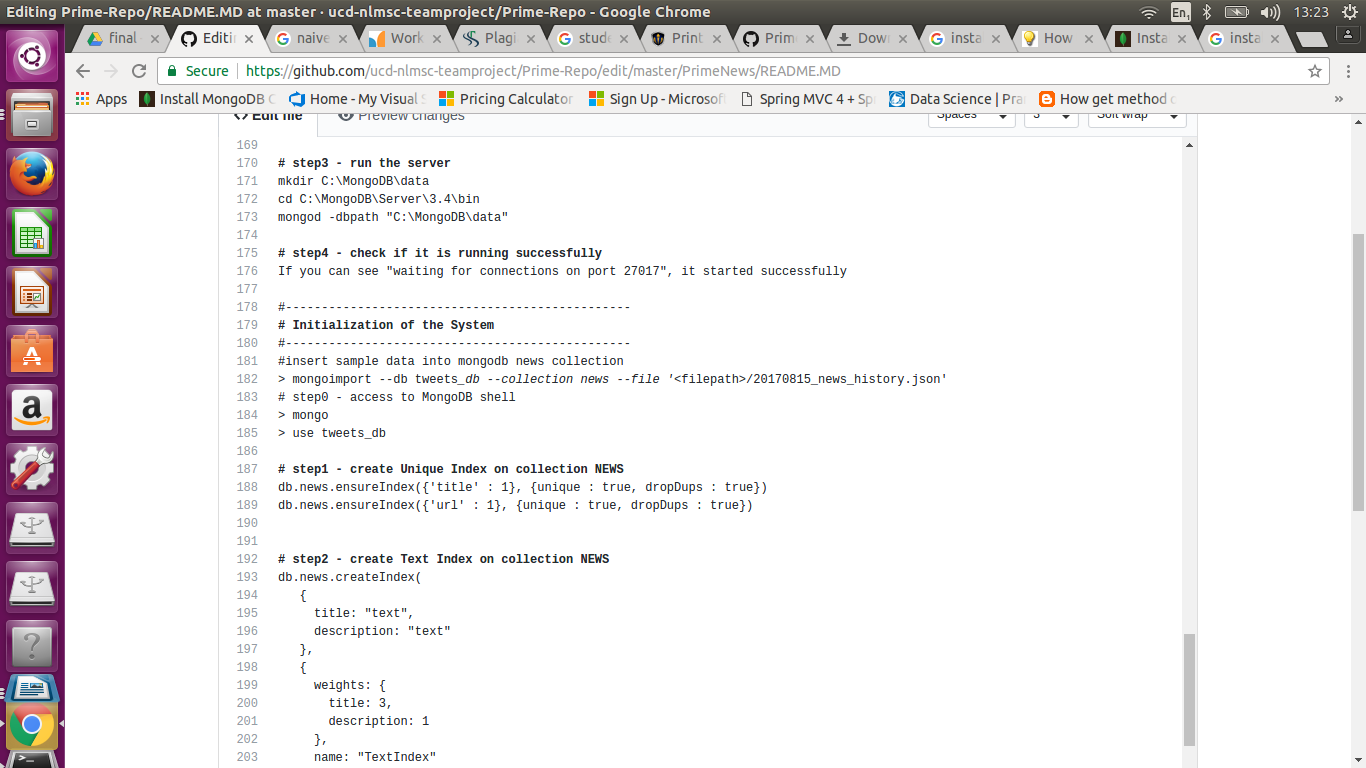 Editing Prime-Repo/README.MD at master · ucd-nlmsc-teamproject/Prime-Repo - Google Chrome
En1
13:23
final
Editi
naive
Work
Plagi
stude
Print
Prim
Dow
insta
How
Insta
insta
Secure
https://github.com/ucd-nlmsc-teamproject/Prime-Repo/edit/master/PrimeNews/README.MD
Apps
Install MongoDB C
Home - My Visual S
Pricing Calculator
Sign Up - Microsof
Spring MVC 4 + Sp
Data Science | Pra
How get method c
»
<> Edit file
Preview changes
Spaces
Soft wrap
169
170 # step3 - run the server
171 mkdir C:\MongoDB\data
172 cd C:\MongoDB\Server\3.4\bin
173 mongod -dbpath "C:\MongoDB\data"
174
175 # step4 - check if it is running successfully
176 If you can see "waiting for connections on port 27017", it started successfully
177
178 #------------------------------------------------
179 # Initialization of the System
180 #------------------------------------------------
181 #insert sample data into mongodb news collection
182 > mongoimport --db tweets_db --collection news --file '<filepath>/20170815_news_history.json'
183 # step0 - access to MongoDB shell
184 > mongo
185 > use tweets_db
186
187 # step1 - create Unique Index on collection NEWS
188 db.news.ensureIndex({'title' : 1}, {unique : true, dropDups : true})
189 db.news.ensureIndex({'url' : 1}, {unique : true, dropDups : true})
190
191
192 # step2 - create Text Index on collection NEWS
193 db.news.createIndex(
194 {
195 title: "text",
196 description: "text"
197 },
198 {
199 weights: {
200 title: 3,
201 description: 1
202 },
203 name: "TextIndex"